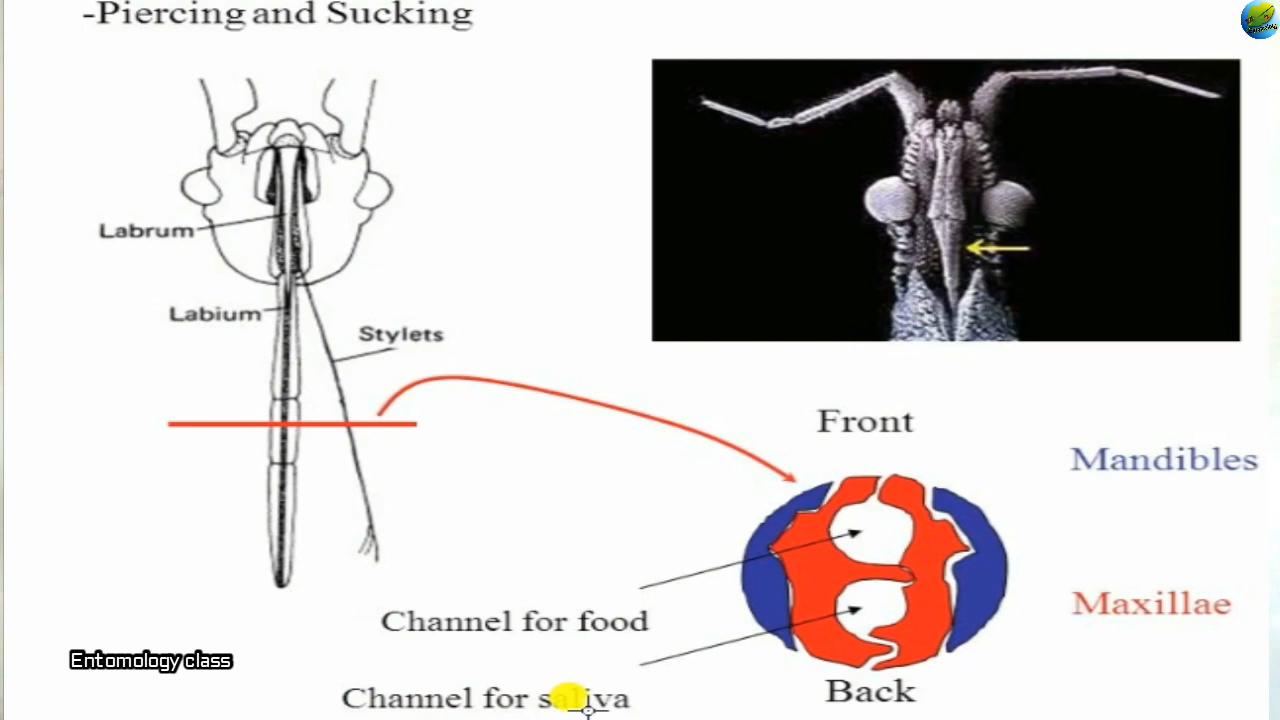 -Piercing and Sucking
Labrum
Labium
Stylets
Front
Mandibles
Maxillae
Channel for food
Entomology class
Channel for saliva
Back